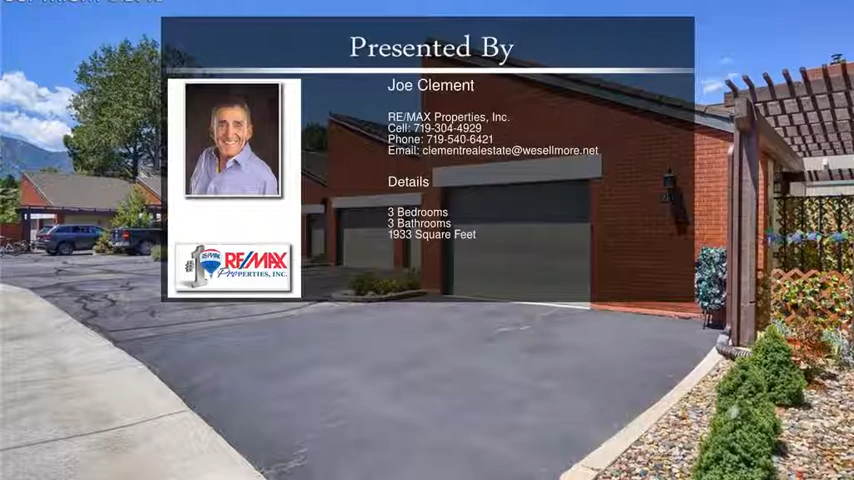 Presented By
Joe Clement
RE/MAX Properties, Inc.
Cell: 719-304-4929
Phone: 719-540-6421
Email: clementrealestate@wesellmore.net
Details
3 Bedrooms
3 Bathrooms
1933 Square Feet
RE/MAX
PROPERTIES, INC.